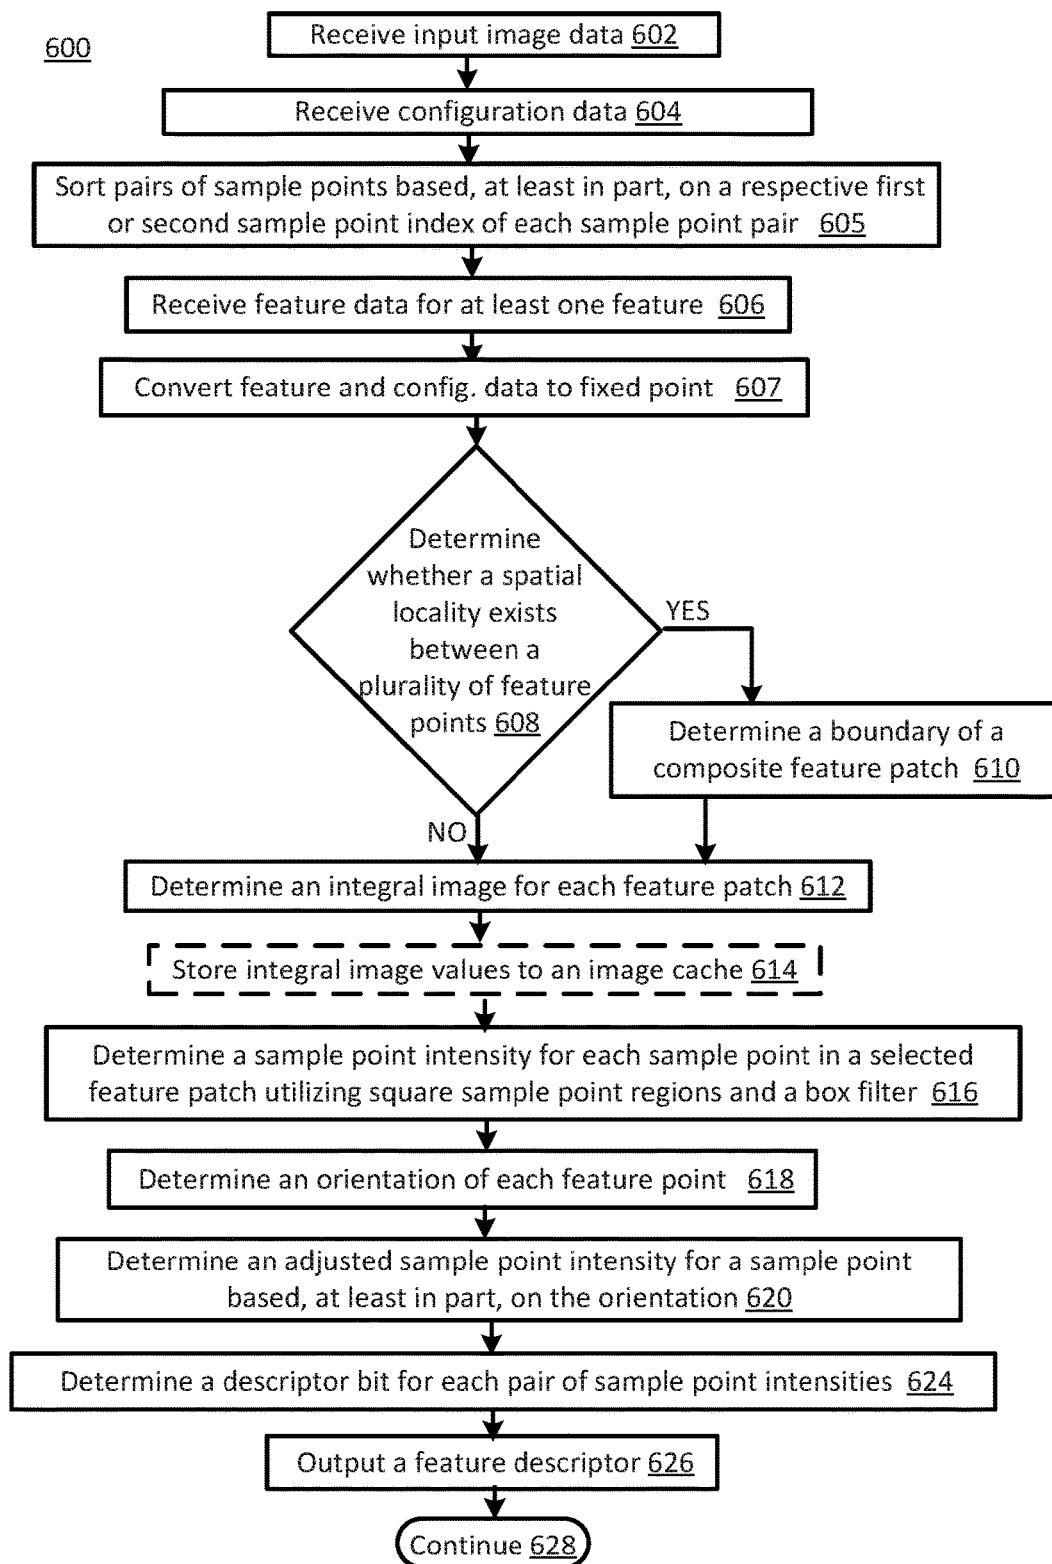 600
Receive input image data 602
Receive configuration data 604
Sort pairs of sample points based, at least in part, on a respective first
or second sample point index of each sample point pair 605
Receive feature data for at least one feature 606
Convert feature and config. data to fixed point 607
Determine
whether a spatial
locality exists
between a
plurality of feature
points 608
YES
Determine a boundary of a
composite feature patch 610
NO
Determine an integral image for each feature patch 612
Store integral image values to an image cache 614
Determine a sample point intensity for each sample point in a selected
feature patch utilizing square sample point regions and a box filter 616
Determine an orientation of each feature point 618
Determine an adjusted sample point intensity for a sample point
based, at least in part, on the orientation 620
Determine a descriptor bit for each pair of sample point intensities 624
Output a feature descriptor 626
Continue 628